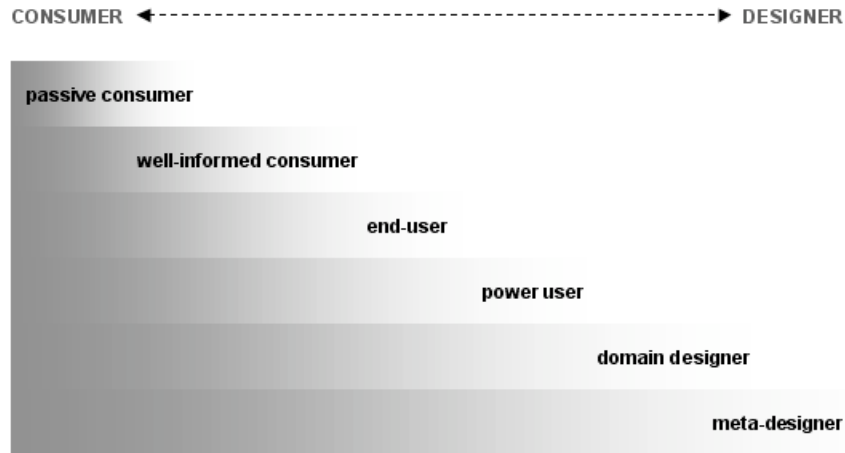 CONSUMER DESIGNER
passive consumer
well-informed consumer
end-user
power user
domain designer
meta-designer